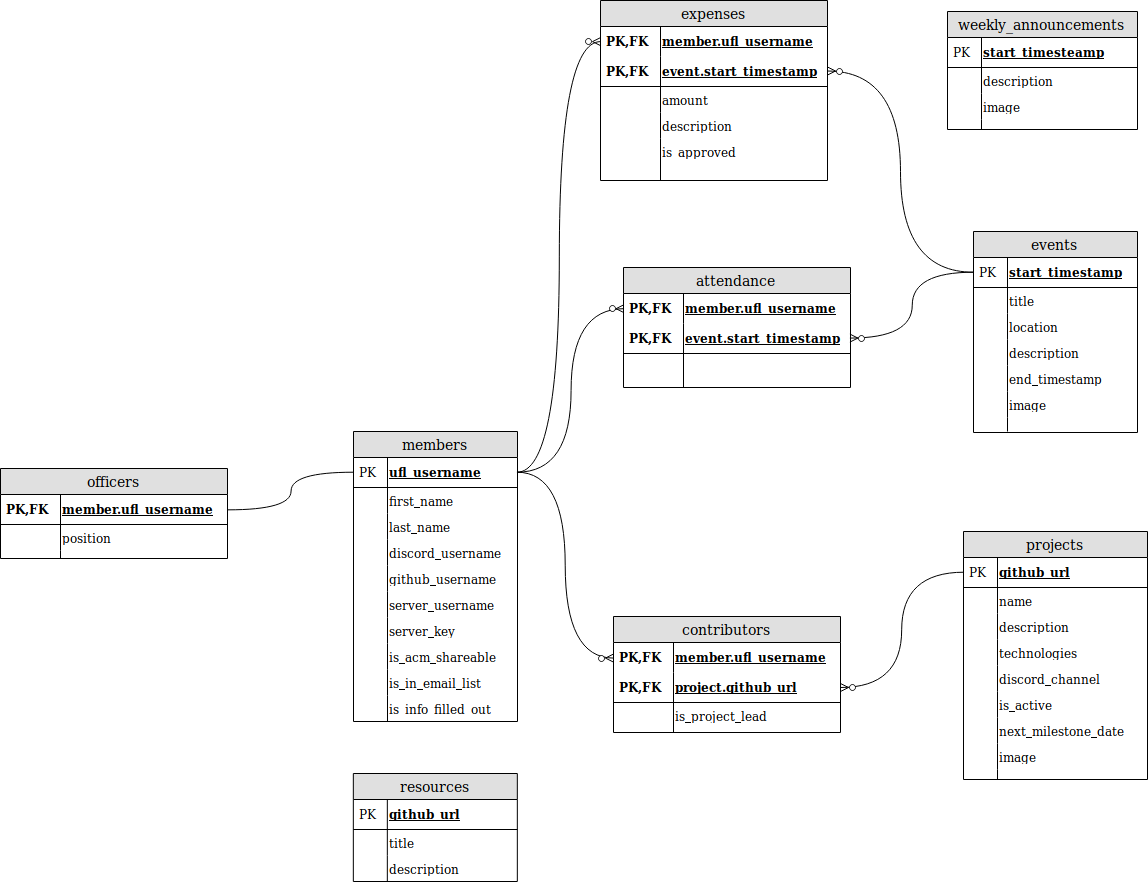 expenses
PK,FK member.ufl_username
PK,FK event.start_timestamp
amount
description
is_approved
weekly_announcements
PK start_timesteamp
description
image
events
PK start_timestamp
title
location
description
end_timestamp
image
attendance
PK,FK member.ufl_username
PK,FK event.start_timestamp
members
PK ufl_username
first_name
last_name
discord_username
github_username
server_username
server_key
is_acm_shareable
is_in_email_list
is_info_filled_out
officers
PK,FK member.ufl_username
position
projects
PK github_url
name
description
technologies
discord_channel
is_active
next_milestone_date
image
contributors
PK,FK member.ufl_username
PK,FK project.github_url
is_project_lead
resources
PK github_url
title
description